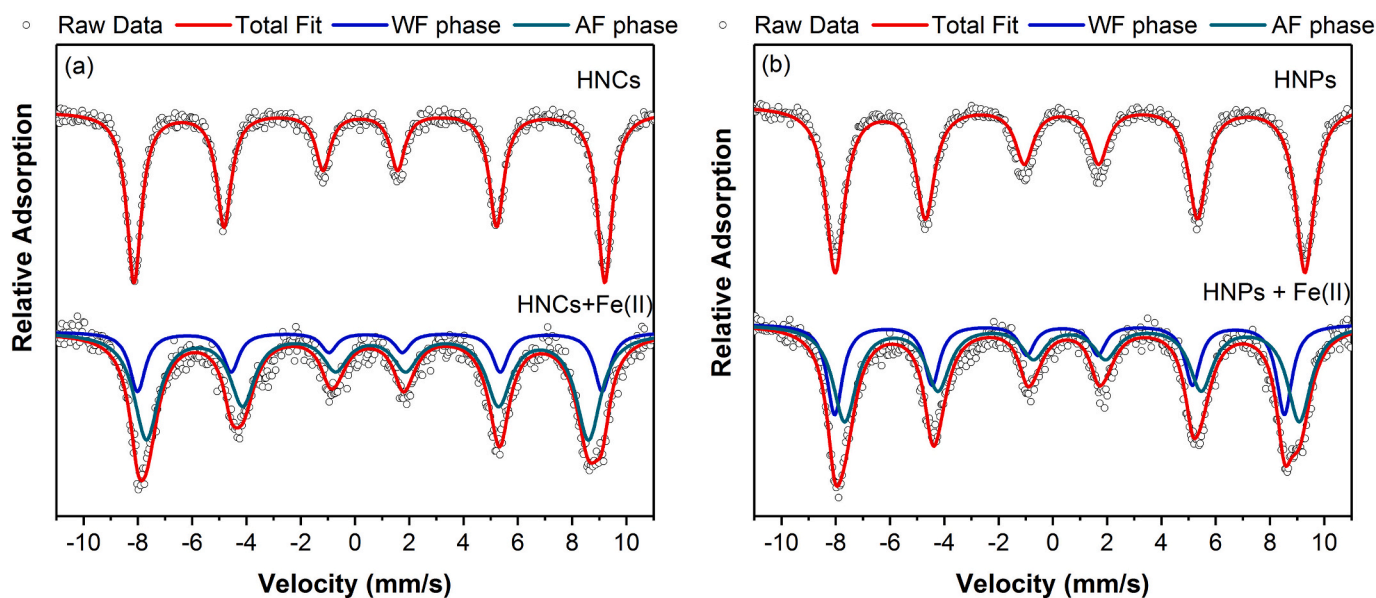 Raw Data Total Fit WF phase AF phase
(a)
HNCs
HNCs+Fe(II)
Relative Adsorption
-10 -8 -6 -4 -2 0 2 4 6 8 10
Velocity (mm/s)
Raw Data Total Fit WF phase AF phase
(b)
HNPs
HNPs + Fe(II)
Relative Adsorption
-10 -8 -6 -4 -2 0 2 4 6 8 10
Velocity (mm/s)